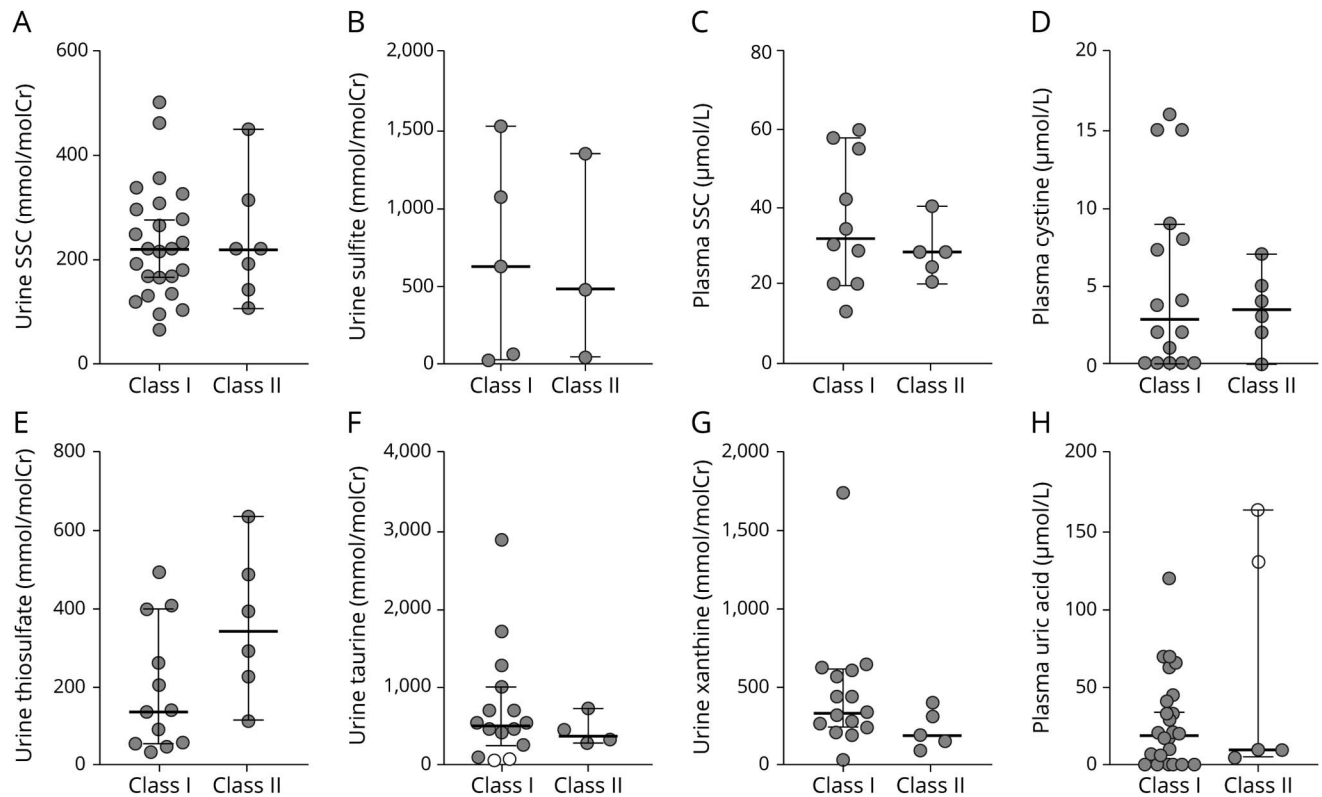 A
Urine SSC (mmol/molCr)
600
400
200
0
Class I Class II
B
Urine sulfite (mmol/molCr)
2,000
1,500
1,000
500
0
Class I Class II
C
Plasma SSC (µmol/L)
80
60
40
20
0
Class I Class II
D
Plasma cystine (µmol/L)
20
15
10
5
0
Class I Class II
E
Urine thiosulfate (mmol/molCr)
800
600
400
200
0
Class I Class II
F
Urine taurine (mmol/molCr)
4,000
3,000
2,000
1,000
0
Class I Class II
G
Urine xanthine (mmol/molCr)
2,000
1,500
1,000
500
0
Class I Class II
H
Plasma uric acid (µmol/L)
200
150
100
50
0
Class I Class II